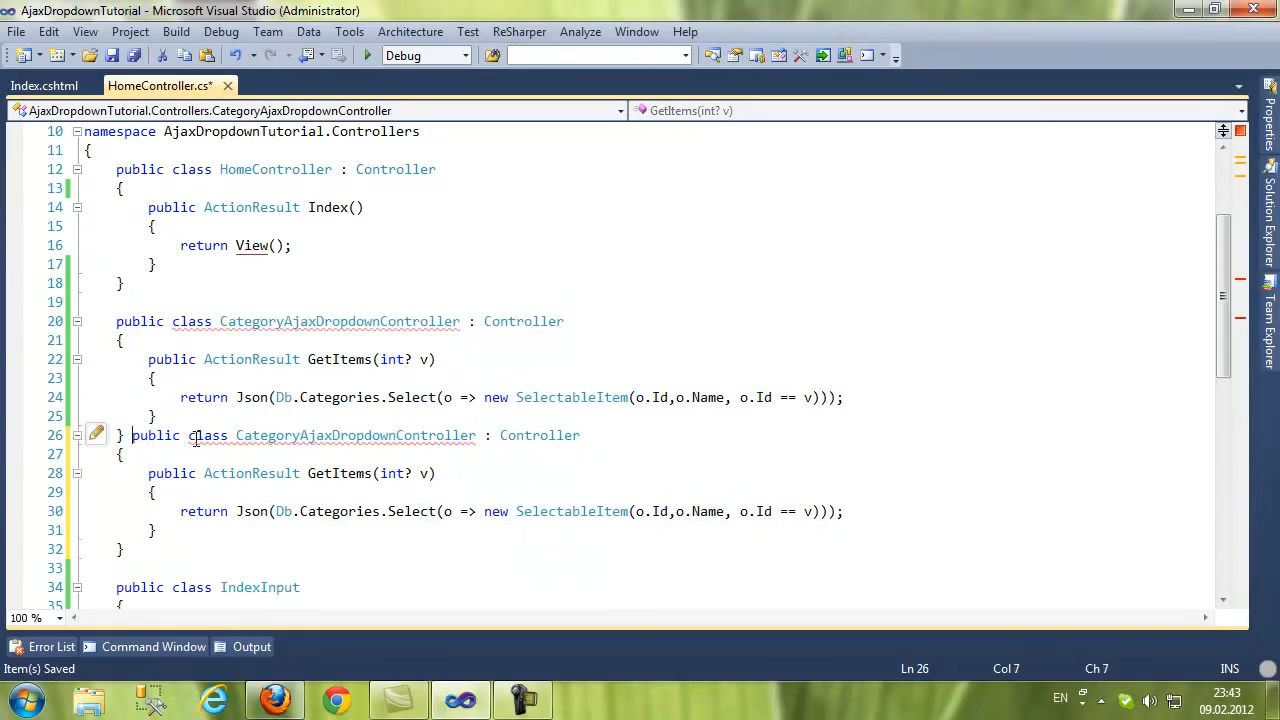 AjaxDropdownTutorial - Microsoft Visual Studio (Administrator)
File Edit View Project Build Debug Team Data Tools Architecture Test ReSharper Analyze Window Help
Debug
Index.cshtml HomeController.cs*
AjaxDropdownTutorial.Controllers.CategoryAjaxDropdownController GetItems(int? v)
10 namespace AjaxDropdownTutorial.Controllers
11 {
12 public class HomeController : Controller
13 {
14 public ActionResult Index()
15 {
16 return View();
17 }
18 }
19
20 public class CategoryAjaxDropdownController : Controller
21 {
22 public ActionResult GetItems(int? v)
23 {
24 return Json(Db.Categories.Select(o => new SelectableItem(o.Id,o.Name, o.Id == v)));
25 }
26 } public class CategoryAjaxDropdownController : Controller
27 {
28 public ActionResult GetItems(int? v)
29 {
30 return Json(Db.Categories.Select(o => new SelectableItem(o.Id,o.Name, o.Id == v)));
31 }
32 }
33
34 public class IndexInput
35 {
Properties
Solution Explorer
Team Explorer
100 %
Error List Command Window Output
Item(s) Saved Ln 26 Col 7 Ch 7 INS
EN 23:43
09.02.2012